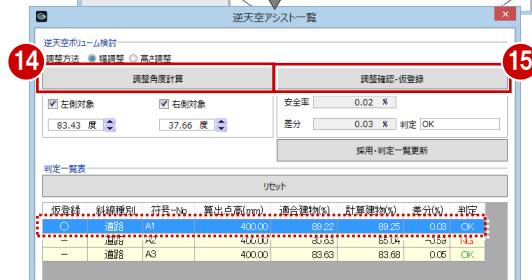 逆天空アシスト一覧
逆天空ボリューム検討
調整方法 幅調整 高さ調整
14 調整角度計算 調整確認・仮登録 15
左側対象 右側対象 安全率 0.02 %
83.43 度 37.66 度 差分 0.03 % 判定 OK
採用・判定一覧更新
判定一覧表
リセット
仮登録 斜線種別 符号-No 算出点高(mm) 適合建物(%) 計算建物(%) 差分(%) 判定
○ 道路 A1 400.00 89.22 89.25 0.03 OK
− 道路 A2 400.00 85.63 85.04 -0.59 NG
− 道路 A3 400.00 83.63 83.68 0.05 OK